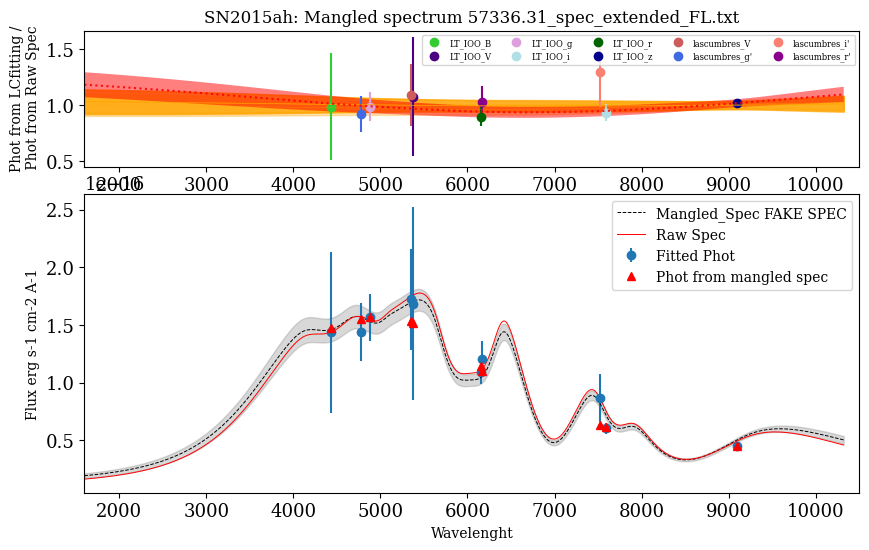 SN2015ah: Mangled spectrum 57336.31_spec_extended_FL.txt
Phot from LCfitting /
Phot from Raw Spec
1.5
1.0
0.5
LT_IOO_B
LT_IOO_g
LT_IOO_r
lascumbres_V
lascumbres_i'
LT_IOO_V
LT_IOO_i
LT_IOO_z
lascumbres_g'
lascumbres_r'
2000 3000 4000 5000 6000 7000 8000 9000 10000
1e−16
Flux erg s-1 cm-2 A-1
2.5
2.0
1.5
1.0
0.5
Mangled_Spec FAKE SPEC
Raw Spec
Fitted Phot
Phot from mangled spec
2000 3000 4000 5000 6000 7000 8000 9000 10000
Wavelenght